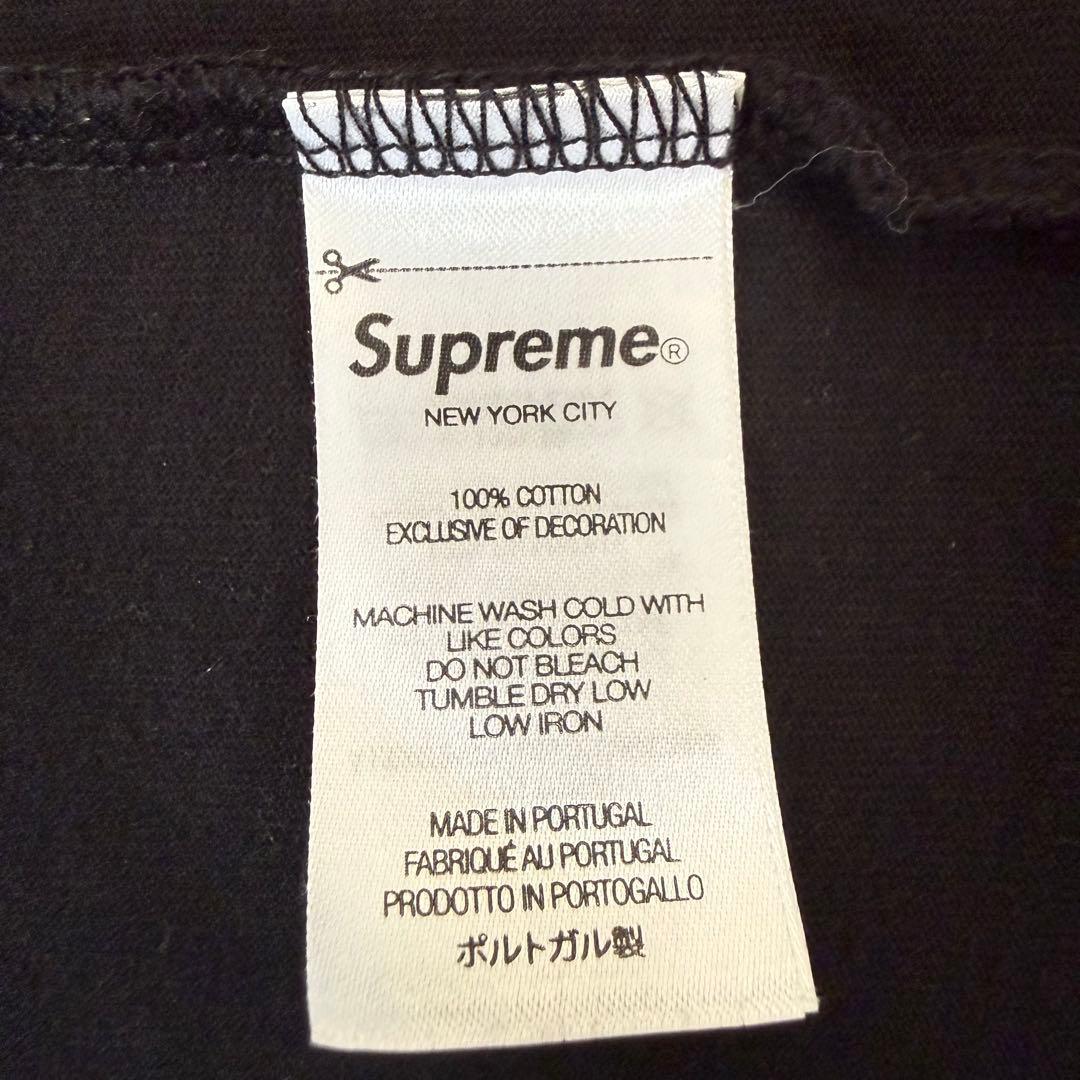 Supreme®
NEW YORK CITY
100% COTTON
EXCLUSIVE OF DECORATION
MACHINE WASH COLD WITH
LIKE COLORS
DO NOT BLEACH
TUMBLE DRY LOW
LOW IRON
MADE IN PORTUGAL
FABRIQUÉ AU PORTUGAL
PRODOTTO IN PORTOGALLO
ポルトガル製